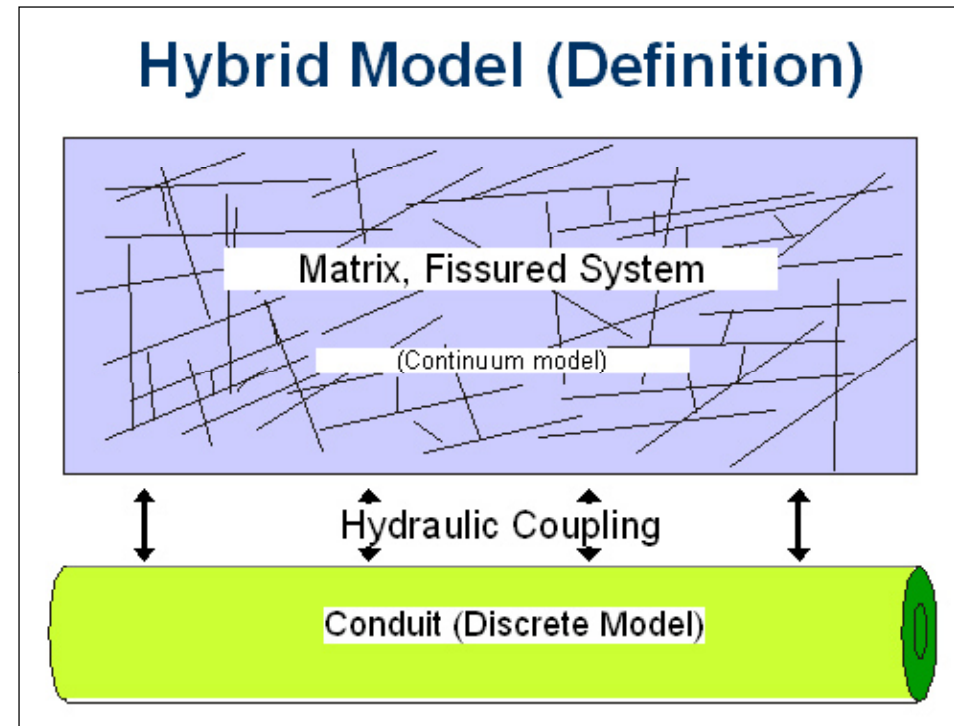 Hybrid Model (Definition)
Matrix, Fissured System
(Continuum model)
Hydraulic Coupling
Conduit (Discrete Model)